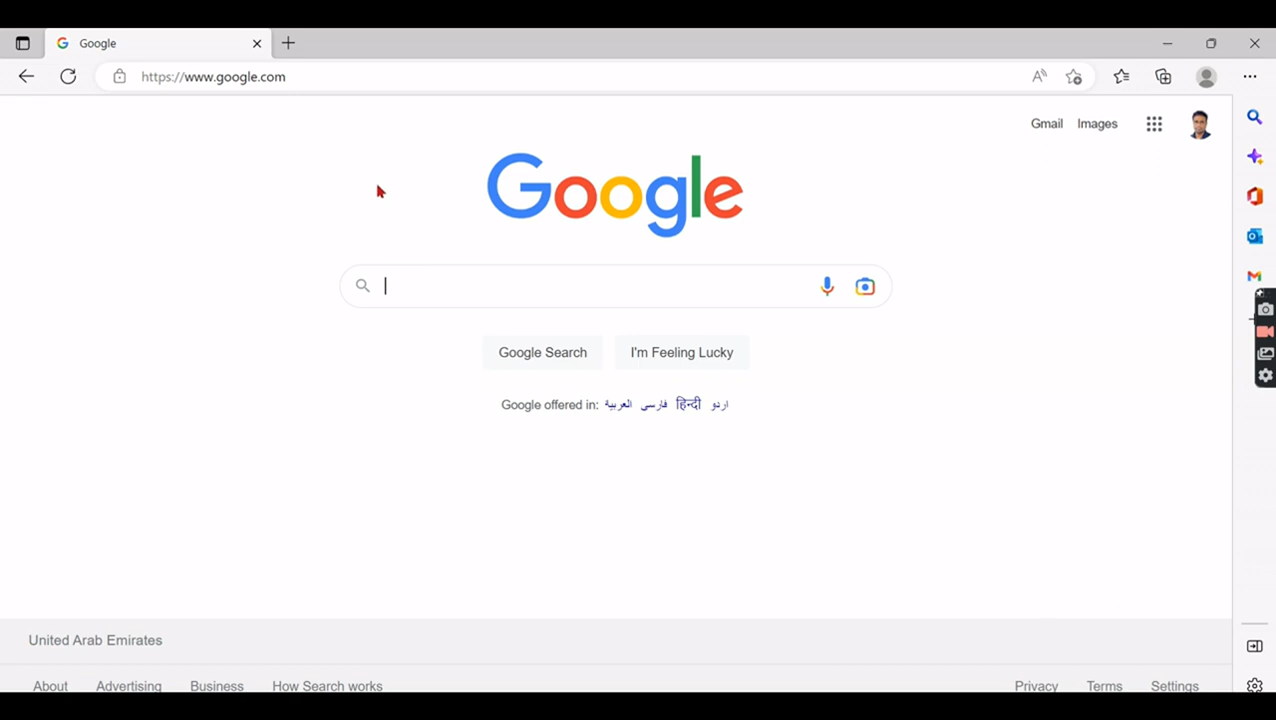 Google
https://www.google.com
Gmail Images
Google
Google Search I'm Feeling Lucky
Google offered in: العربية فارسی हिन्दी اردو
United Arab Emirates
About Advertising Business How Search works Privacy Terms Settings